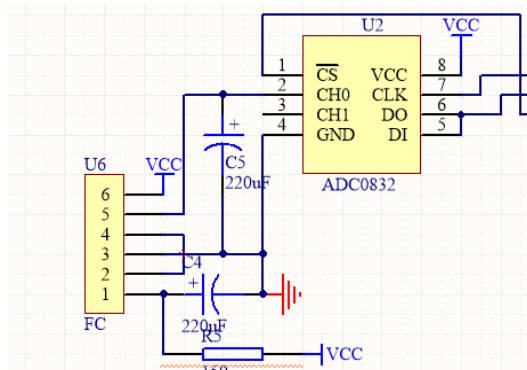 U2
VCC
1
C̅S̅
VCC
8
2
CH0
CLK
7
3
CH1
DO
6
4
GND
DI
5
ADC0832
+
C5
220uF
U6
VCC
6
5
4
3
2
1
FC
C4
+
220uF
R5
VCC